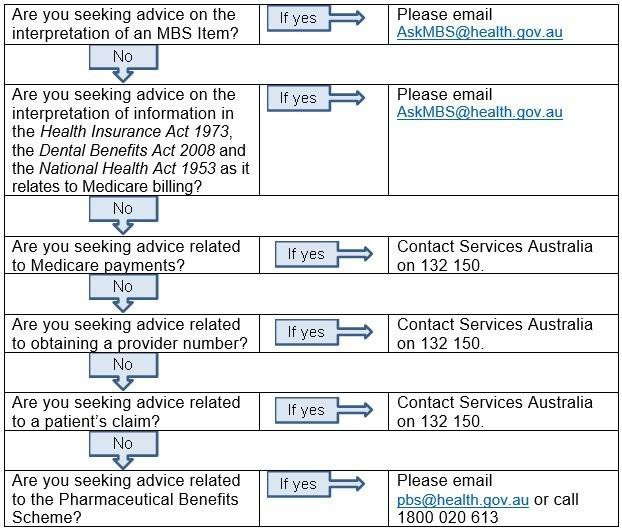 Are you seeking advice on the
interpretation of an MBS Item?
If yes
Please email
AskMBS@health.gov.au
No
Are you seeking advice on the
interpretation of information in
the Health Insurance Act 1973,
the Dental Benefits Act 2008 and
the National Health Act 1953 as it
relates to Medicare billing?
If yes
Please email
AskMBS@health.gov.au
No
Are you seeking advice related
to Medicare payments?
If yes
Contact Services Australia
on 132 150.
No
Are you seeking advice related
to obtaining a provider number?
If yes
Contact Services Australia
on 132 150.
No
Are you seeking advice related
to a patient’s claim?
If yes
Contact Services Australia
on 132 150.
No
Are you seeking advice related
to the Pharmaceutical Benefits
Scheme?
If yes
Please email
pbs@health.gov.au or call
1800 020 613